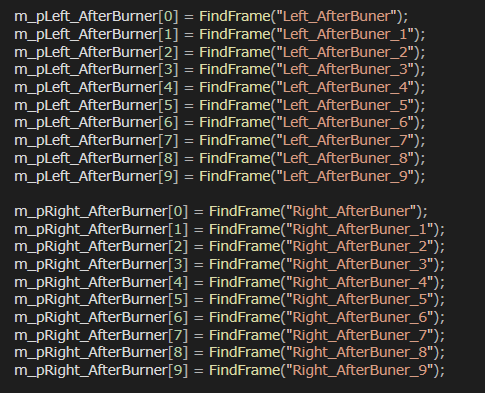 m_pLeft_AfterBurner[0] = FindFrame("Left_AfterBuner");
m_pLeft_AfterBurner[1] = FindFrame("Left_AfterBuner_1");
m_pLeft_AfterBurner[2] = FindFrame("Left_AfterBuner_2");
m_pLeft_AfterBurner[3] = FindFrame("Left_AfterBuner_3");
m_pLeft_AfterBurner[4] = FindFrame("Left_AfterBuner_4");
m_pLeft_AfterBurner[5] = FindFrame("Left_AfterBuner_5");
m_pLeft_AfterBurner[6] = FindFrame("Left_AfterBuner_6");
m_pLeft_AfterBurner[7] = FindFrame("Left_AfterBuner_7");
m_pLeft_AfterBurner[8] = FindFrame("Left_AfterBuner_8");
m_pLeft_AfterBurner[9] = FindFrame("Left_AfterBuner_9");
m_pRight_AfterBurner[0] = FindFrame("Right_AfterBuner");
m_pRight_AfterBurner[1] = FindFrame("Right_AfterBuner_1");
m_pRight_AfterBurner[2] = FindFrame("Right_AfterBuner_2");
m_pRight_AfterBurner[3] = FindFrame("Right_AfterBuner_3");
m_pRight_AfterBurner[4] = FindFrame("Right_AfterBuner_4");
m_pRight_AfterBurner[5] = FindFrame("Right_AfterBuner_5");
m_pRight_AfterBurner[6] = FindFrame("Right_AfterBuner_6");
m_pRight_AfterBurner[7] = FindFrame("Right_AfterBuner_7");
m_pRight_AfterBurner[8] = FindFrame("Right_AfterBuner_8");
m_pRight_AfterBurner[9] = FindFrame("Right_AfterBuner_9");